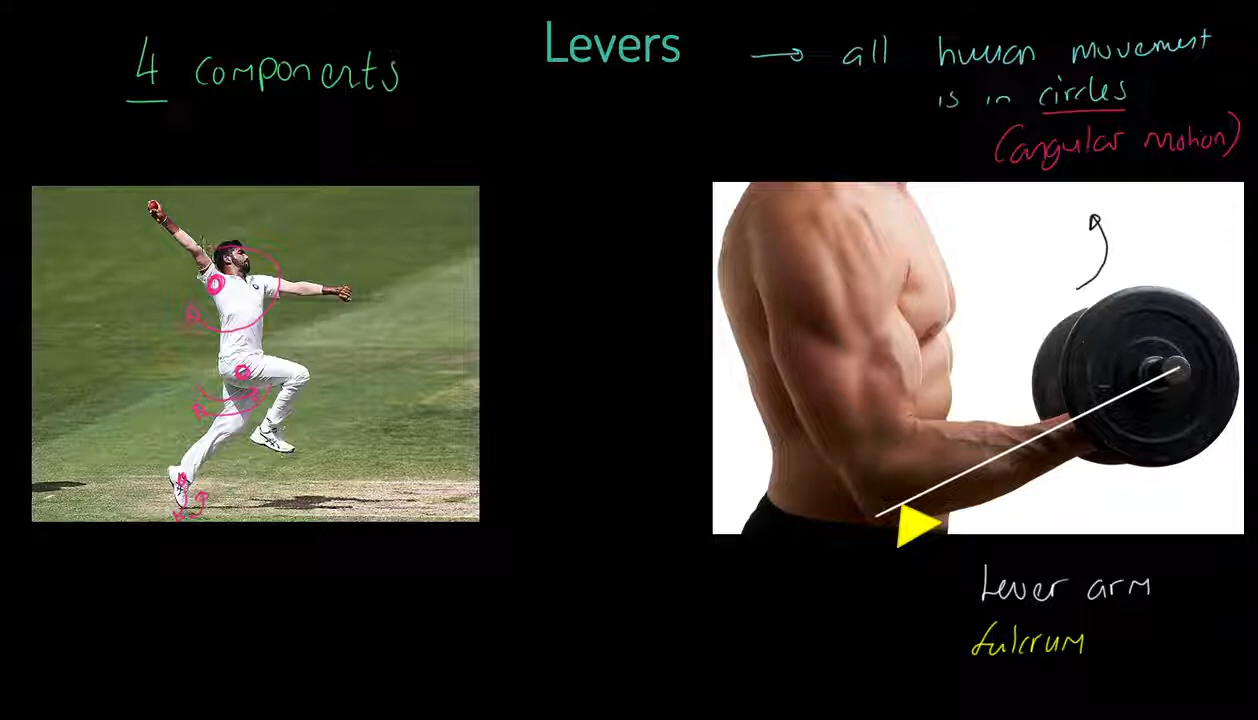 4 components
Levers
→ all human movement
is in circles
(angular motion)
Lever arm
fulcrum